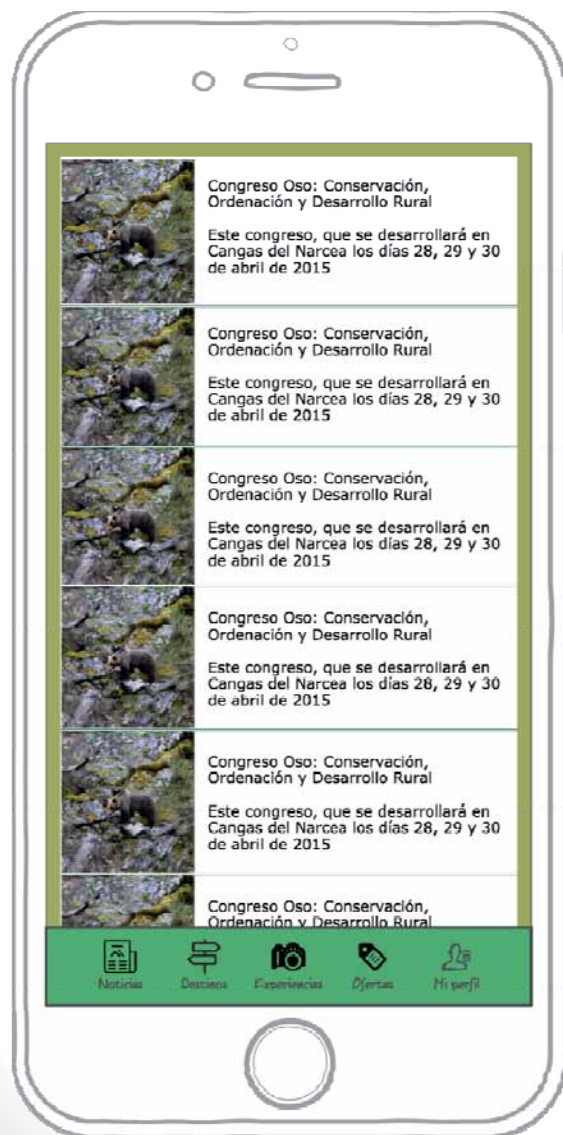 Congreso Oso: Conservación,
Ordenación y Desarrollo Rural
Este congreso, que se desarrollará en
Cangas del Narcea los días 28, 29 y 30
de abril de 2015
Congreso Oso: Conservación,
Ordenación y Desarrollo Rural
Este congreso, que se desarrollará en
Cangas del Narcea los días 28, 29 y 30
de abril de 2015
Congreso Oso: Conservación,
Ordenación y Desarrollo Rural
Este congreso, que se desarrollará en
Cangas del Narcea los días 28, 29 y 30
de abril de 2015
Congreso Oso: Conservación,
Ordenación y Desarrollo Rural
Este congreso, que se desarrollará en
Cangas del Narcea los días 28, 29 y 30
de abril de 2015
Congreso Oso: Conservación,
Ordenación y Desarrollo Rural
Este congreso, que se desarrollará en
Cangas del Narcea los días 28, 29 y 30
de abril de 2015
Congreso Oso: Conservación,
Ordenación y Desarrollo Rural
Noticias Destinos Experiencias Ofertas Mi perfil